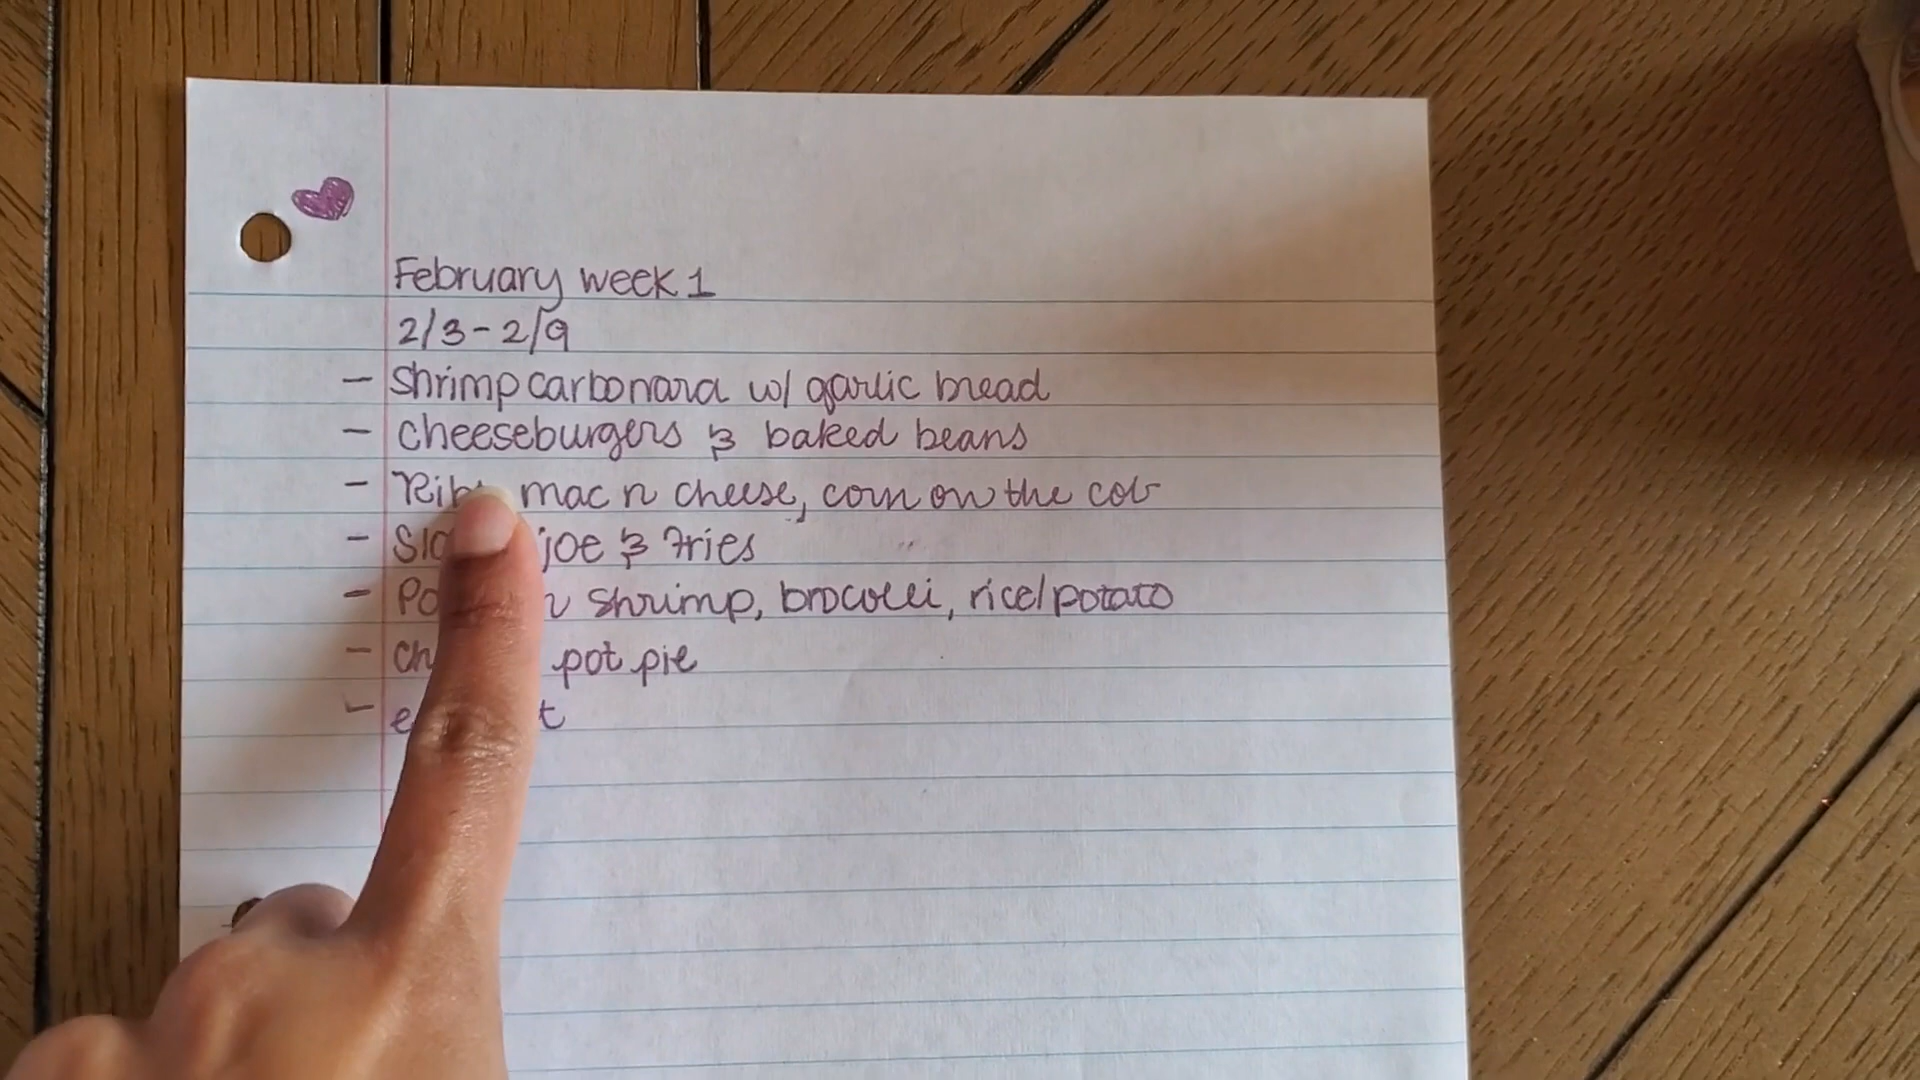 February week 1
2/3 - 2/9
- Shrimp carbonara w/ garlic bread
- Cheeseburgers & baked beans
- mac n cheese, corn on the cob
- joe & fries
- shrimp, brocolli, rice/potato
- pot pie
-